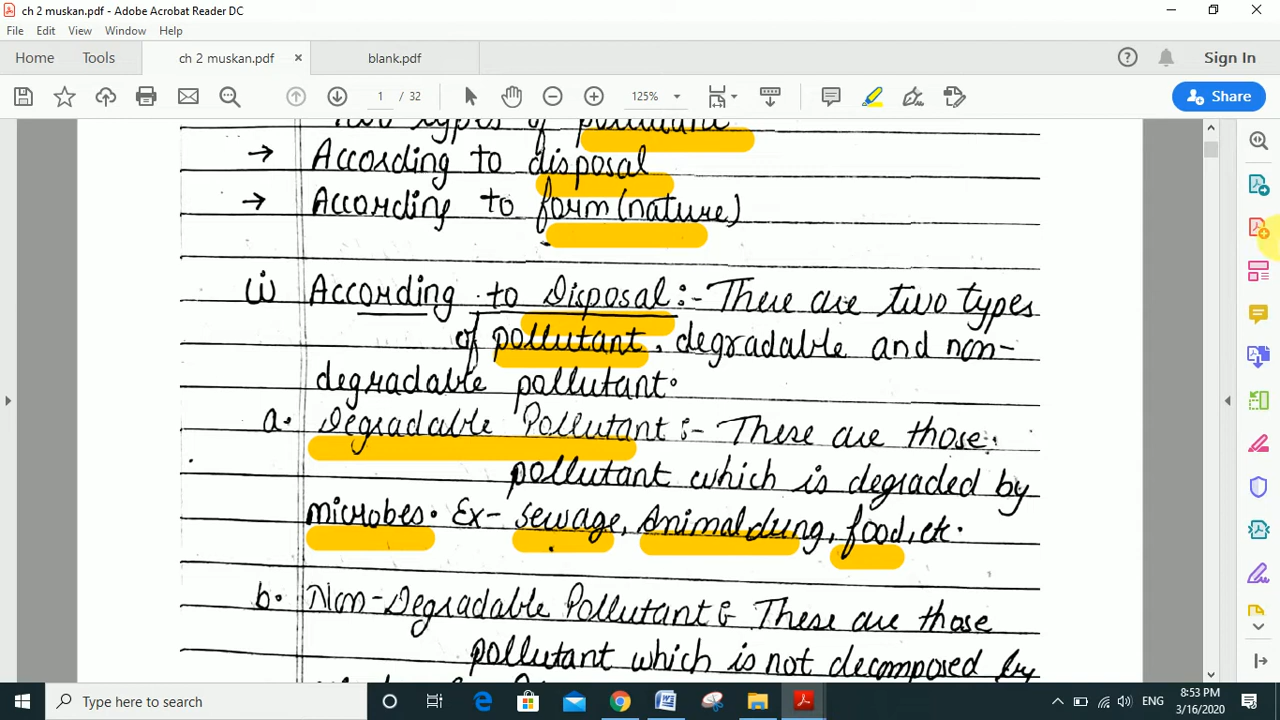 ch 2 muskan.pdf - Adobe Acrobat Reader DC
File Edit View Window Help
Home Tools ch 2 muskan.pdf × blank.pdf Sign In
1 / 32 125% Share
Two types of pollutant
→ According to disposal
→ According to form (nature)
(i) According to Disposal :- There are two types
of pollutant, degradable and non-
degradable pollutant.
a. Degradable Pollutant :- These are those
pollutant which is degraded by
microbes. Ex- sewage, Animal dung, food, etc.
b. Non-Degradable Pollutant : These are those
pollutant which is not decomposed by
Type here to search
ENG
8:53 PM
3/16/2020